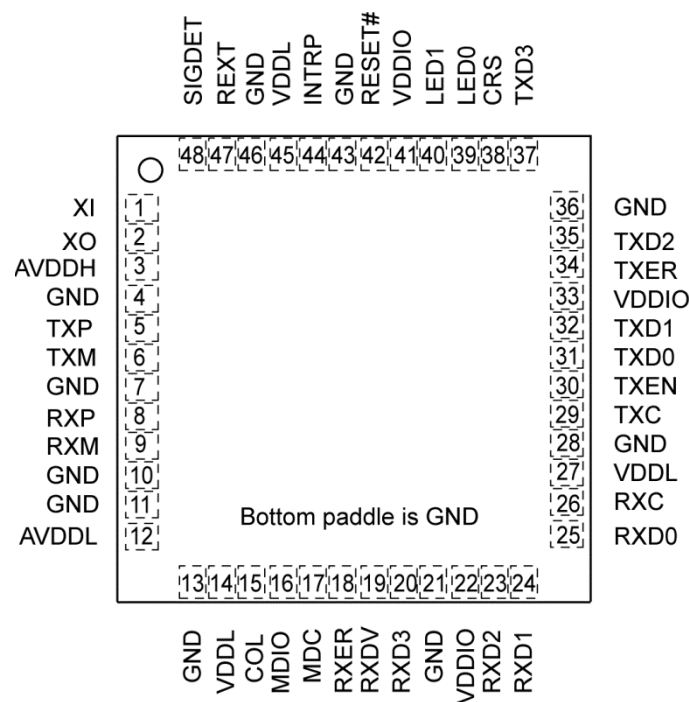 SIGDET
REXT
GND
VDDL
INTRP
GND
RESET#
VDDIO
LED1
LED0
CRS
TXD3
48 47 46 45 44 43 42 41 40 39 38 37
XI 1
XO 2
AVDDH 3
GND 4
TXP 5
TXM 6
GND 7
RXP 8
RXM 9
GND 10
GND 11
AVDDL 12
36 GND
35 TXD2
34 TXER
33 VDDIO
32 TXD1
31 TXD0
30 TXEN
29 TXC
28 GND
27 VDDL
26 RXC
25 RXD0
Bottom paddle is GND
13 14 15 16 17 18 19 20 21 22 23 24
GND
VDDL
COL
MDIO
MDC
RXER
RXDV
RXD3
GND
VDDIO
RXD2
RXD1